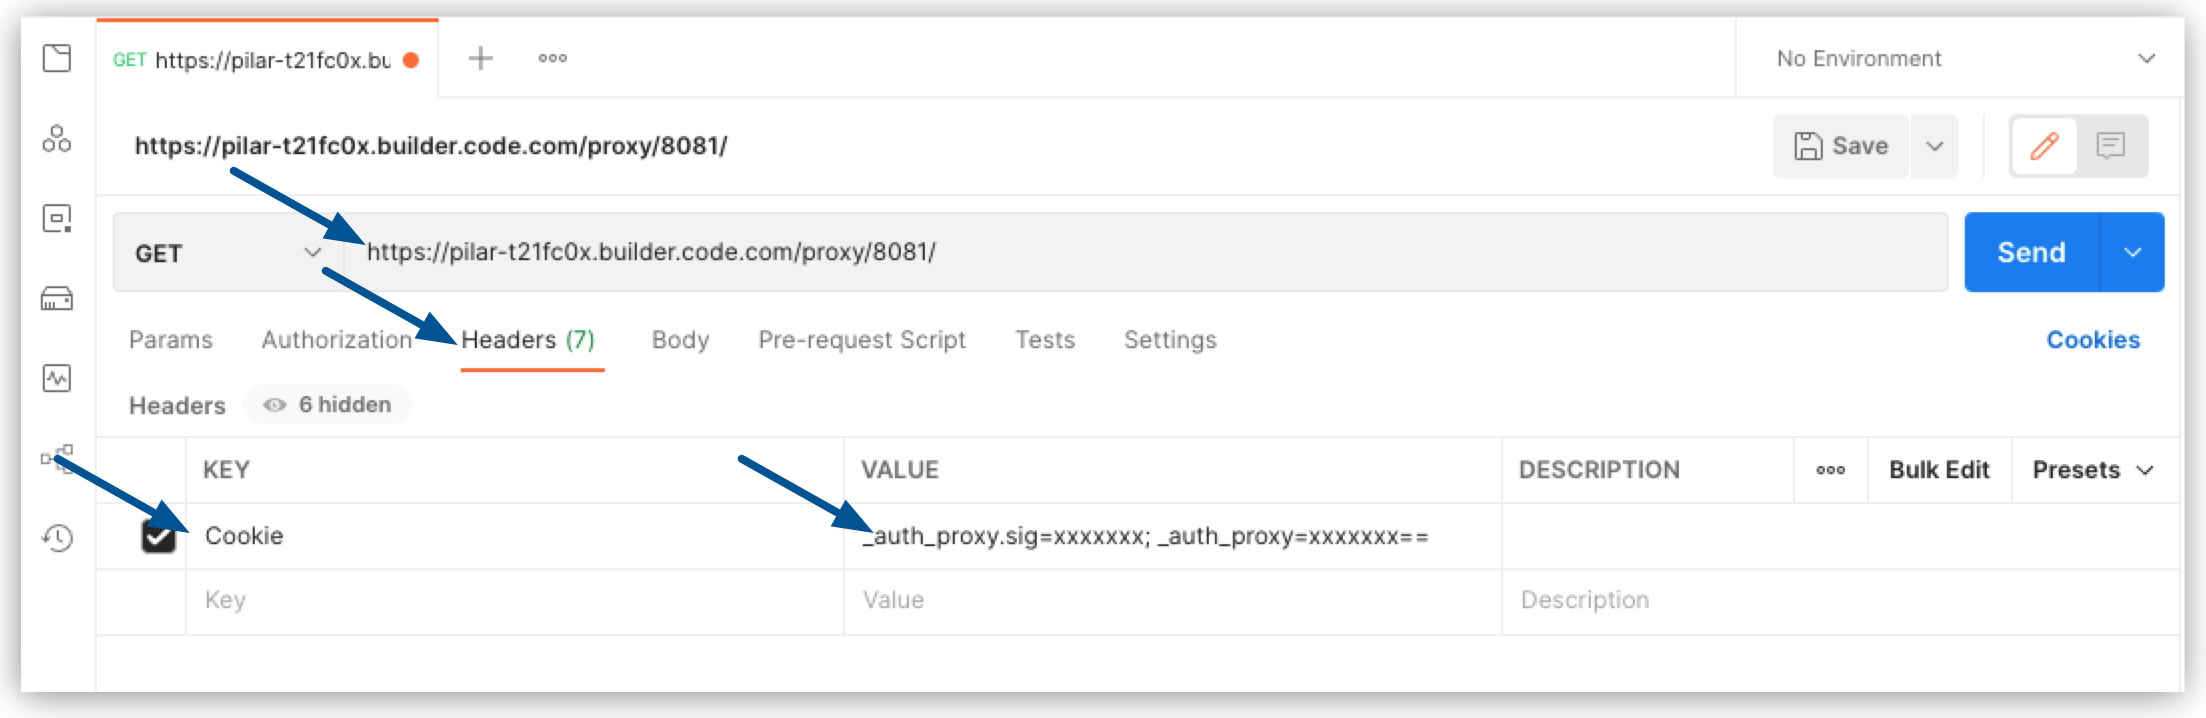 GET https://pilar-t21fc0x.bu
No Environment
https://pilar-t21fc0x.builder.code.com/proxy/8081/
Save
GET https://pilar-t21fc0x.builder.code.com/proxy/8081/
Send
Params Authorization Headers (7) Body Pre-request Script Tests Settings Cookies
Headers 6 hidden
KEY VALUE DESCRIPTION Bulk Edit Presets
Cookie _auth_proxy.sig=xxxxxxx; _auth_proxy=xxxxxxx==
Key Value Description